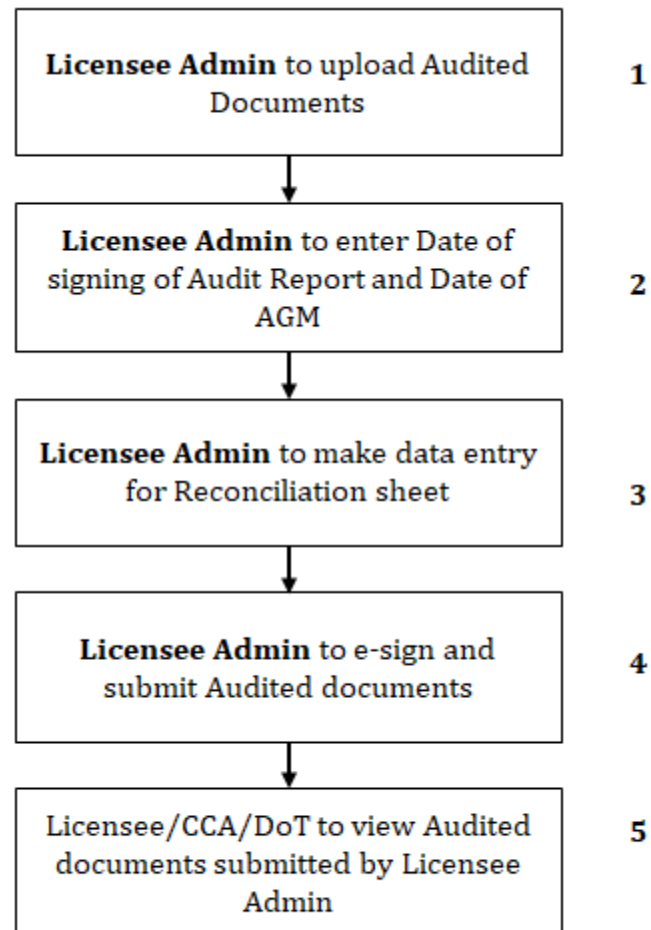 Licensee Admin to upload Audited
Documents
1
Licensee Admin to enter Date of
signing of Audit Report and Date of
AGM
2
Licensee Admin to make data entry
for Reconciliation sheet
3
Licensee Admin to e-sign and
submit Audited documents
4
Licensee/CCA/DoT to view Audited
documents submitted by Licensee
Admin
5